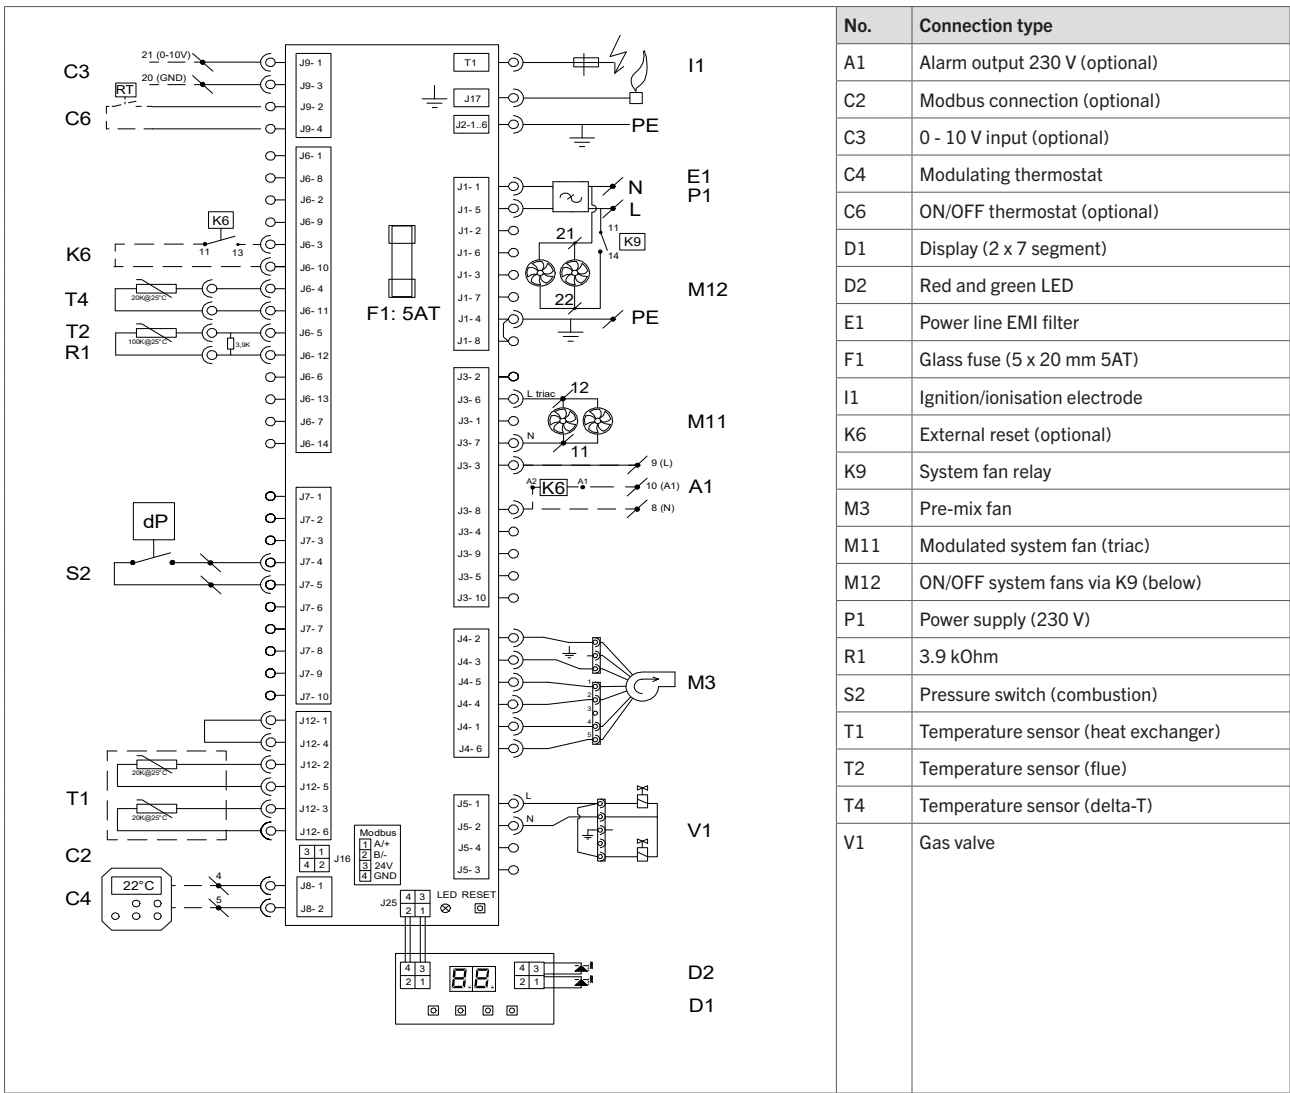 C3
C6
K6
T4
T2
R1
S2
T1
C2
C4
21 (0-10V)
20 (GND)
RT
K6
11
13
20K@25°C
100K@25°C
3,9K
dP
20K@25°C
20K@25°C
22°C
4
5
J9- 1
J9- 3
J9- 2
J9- 4
J6- 1
J6- 8
J6- 2
J6- 9
J6- 3
J6- 10
J6- 4
J6- 11
J6- 5
J6- 12
J6- 6
J6- 13
J6- 7
J6- 14
J7- 1
J7- 2
J7- 3
J7- 4
J7- 5
J7- 6
J7- 7
J7- 8
J7- 9
J7- 10
J12- 1
J12- 4
J12- 2
J12- 5
J12- 3
J12- 6
3 1
4 2
J16
Modbus
1 A/+
2 B/-
3 24V
4 GND
J8- 1
J8- 2
F1: 5AT
J25
4 3
2 1
LED RESET
4 3
2 1
8.8.
4 3
2 1
T1
J17
J2-1..6
J1- 1
J1- 5
J1- 2
J1- 6
J1- 3
J1- 7
J1- 4
J1- 8
J3- 2
J3- 6
J3- 1
J3- 7
J3- 3
J3- 8
J3- 4
J3- 9
J3- 5
J3- 10
J4- 2
J4- 3
J4- 5
J4- 4
J4- 1
J4- 6
J5- 1
J5- 2
J5- 4
J5- 3
PE
N
L
21
11
K9
14
22
PE
L triac
12
N
11
9 (L)
A2 K6 A1
10 (A1)
8 (N)
1
2
3
4
5
L
N
I1
E1
P1
M12
M11
A1
M3
V1
D2
D1
No. Connection type
A1 Alarm output 230 V (optional)
C2 Modbus connection (optional)
C3 0 - 10 V input (optional)
C4 Modulating thermostat
C6 ON/OFF thermostat (optional)
D1 Display (2 x 7 segment)
D2 Red and green LED
E1 Power line EMI filter
F1 Glass fuse (5 x 20 mm 5AT)
I1 Ignition/ionisation electrode
K6 External reset (optional)
K9 System fan relay
M3 Pre-mix fan
M11 Modulated system fan (triac)
M12 ON/OFF system fans via K9 (below)
P1 Power supply (230 V)
R1 3.9 kOhm
S2 Pressure switch (combustion)
T1 Temperature sensor (heat exchanger)
T2 Temperature sensor (flue)
T4 Temperature sensor (delta-T)
V1 Gas valve